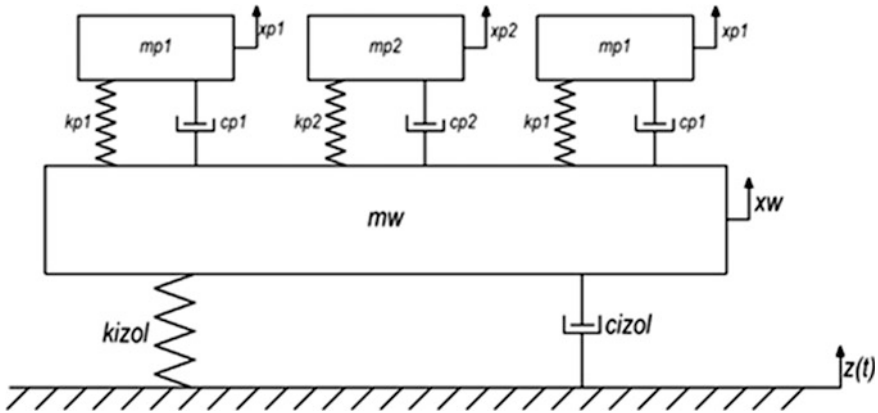 mp1 xp1 mp2 xp2 mp1 xp1
kp1 cp1 kp2 cp2 kp1 cp1
mw xw
kizol cizol
z(t)